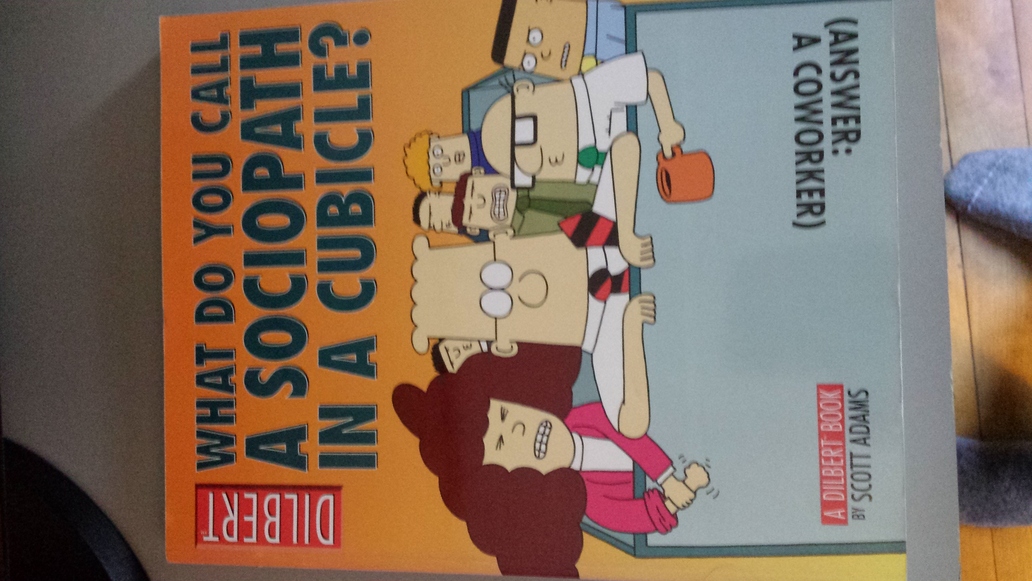 DILBERT
WHAT DO YOU CALL
A SOCIOPATH
IN A CUBICLE?
(ANSWER:
A COWORKER)
A DILBERT BOOK
BY SCOTT ADAMS